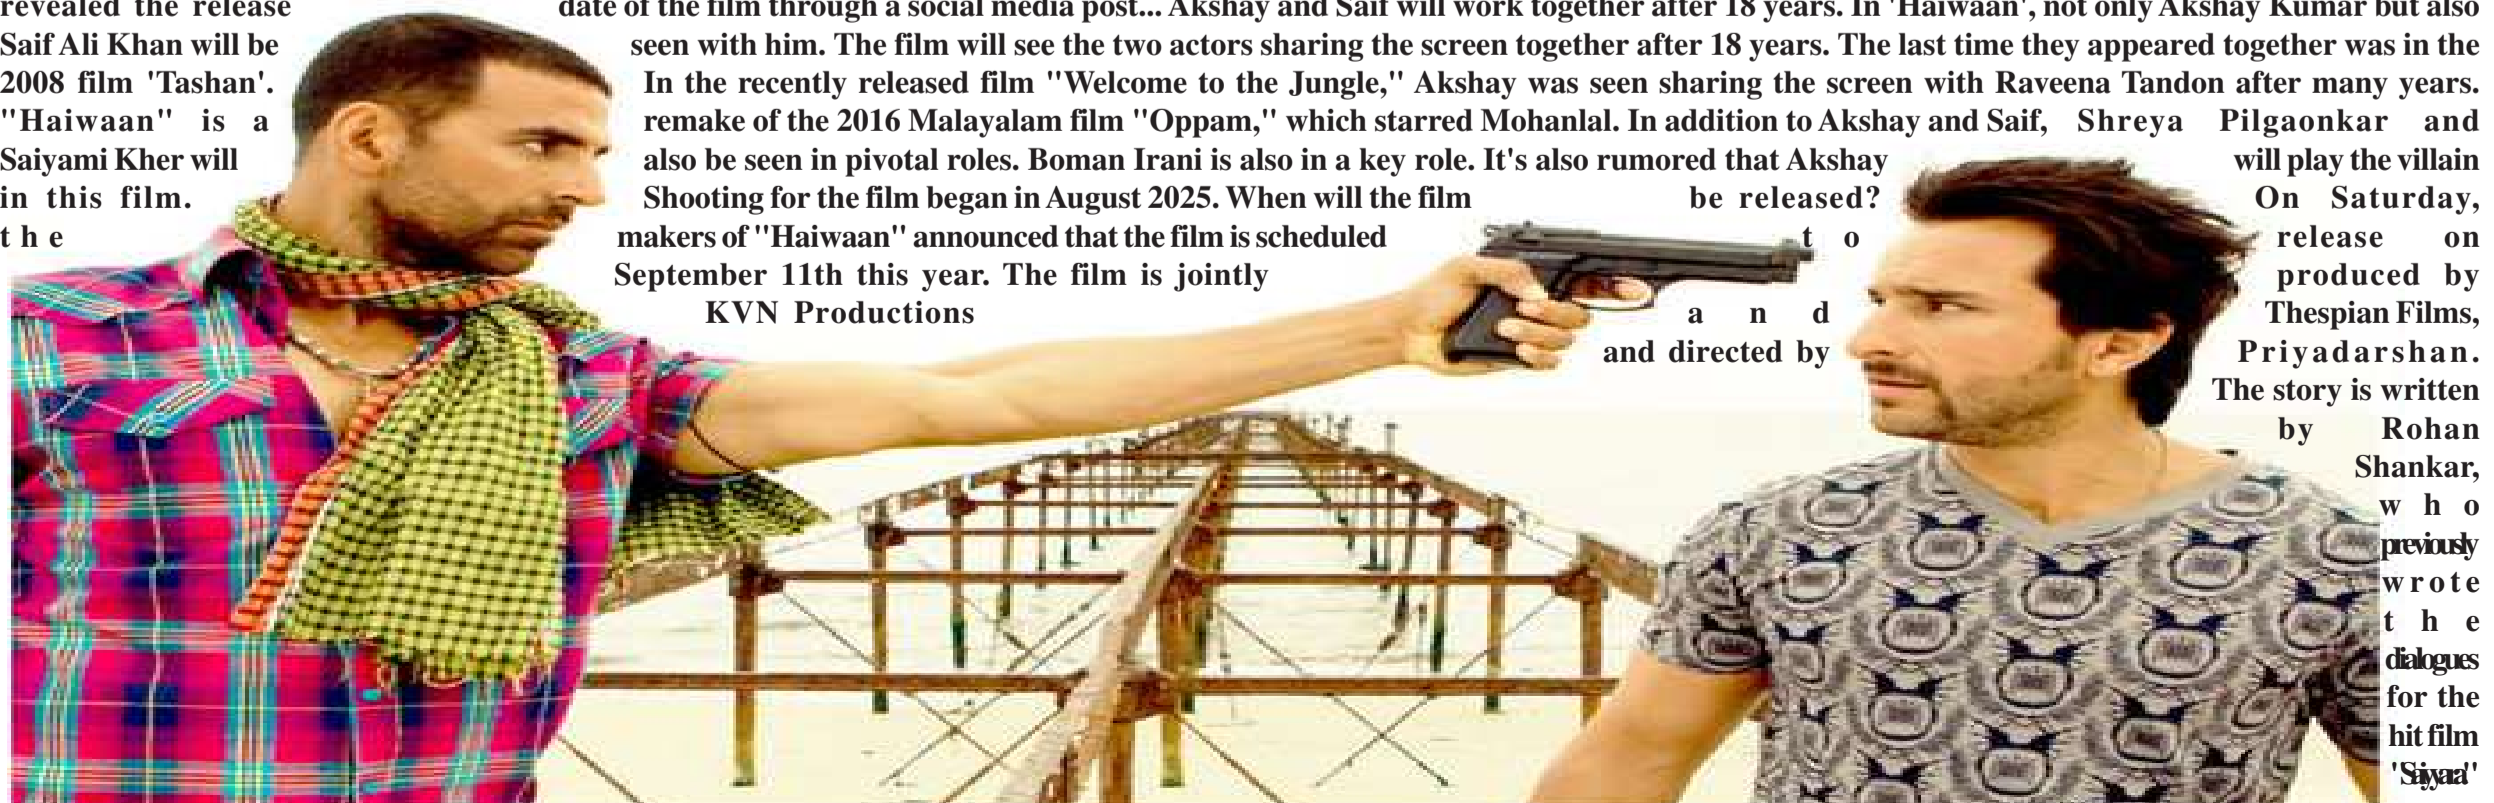 revealed the release date of the film through a social media post... Akshay and Saif will work together after 18 years. In 'Haiwaan', not only Akshay Kumar but also
Saif Ali Khan will be seen with him. The film will see the two actors sharing the screen together after 18 years. The last time they appeared together was in the
2008 film 'Tashan'. In the recently released film "Welcome to the Jungle," Akshay was seen sharing the screen with Raveena Tandon after many years.
"Haiwaan" is a remake of the 2016 Malayalam film "Oppam," which starred Mohanlal. In addition to Akshay and Saif, Shreya Pilgaonkar and
Saiyami Kher will also be seen in pivotal roles. Boman Irani is also in a key role. It's also rumored that Akshay will play the villain
in this film. Shooting for the film began in August 2025. When will the film be released? On Saturday,
the makers of "Haiwaan" announced that the film is scheduled to release on
September 11th this year. The film is jointly produced by
KVN Productions and Thespian Films,
and directed by Priyadarshan.
The story is written
by Rohan
Shankar,
who
previously
wrote
the
dialogues
for the
hit film
'Saiyaara."